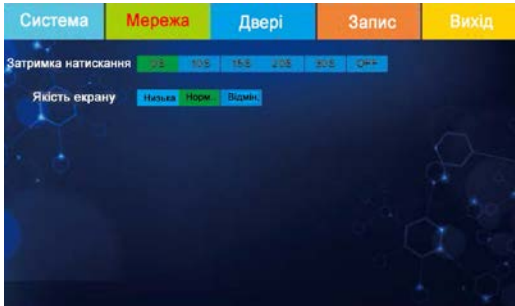 Система Мережа Двері Запис Вихід
Затримка натискання 10S 15S 20S 30S OFF
Якість екрану Низька Норм.. Відмін.